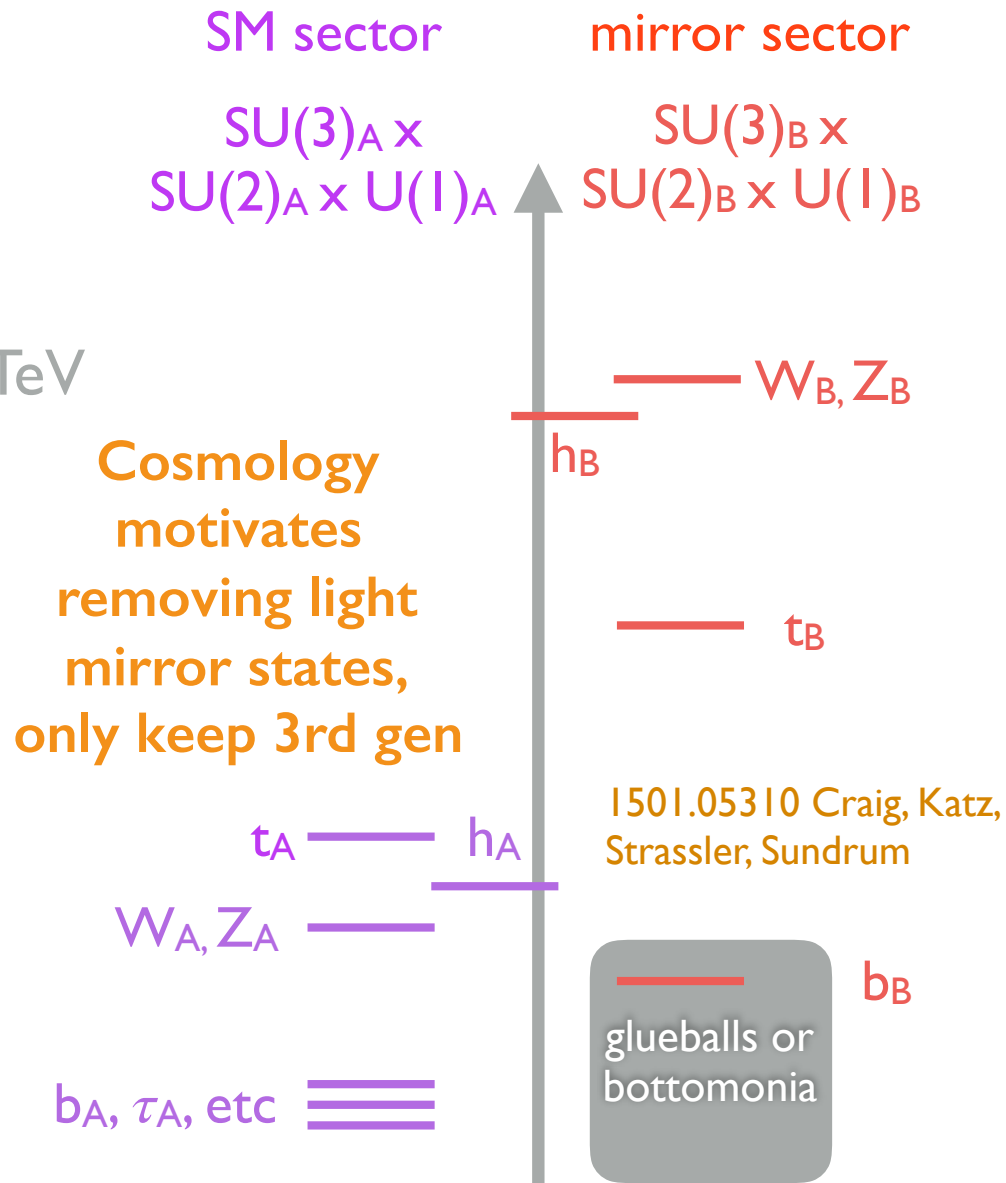 SM sector
mirror sector
SU(3)A x
SU(2)A x U(1)A
SU(3)B x
SU(2)B x U(1)B
TeV
WB, ZB
hB
Cosmology
motivates
removing light
mirror states,
only keep 3rd gen
tB
1501.05310 Craig, Katz,
Strassler, Sundrum
tA
hA
WA, ZA
bB
glueballs or
bottomonia
bA, τA, etc